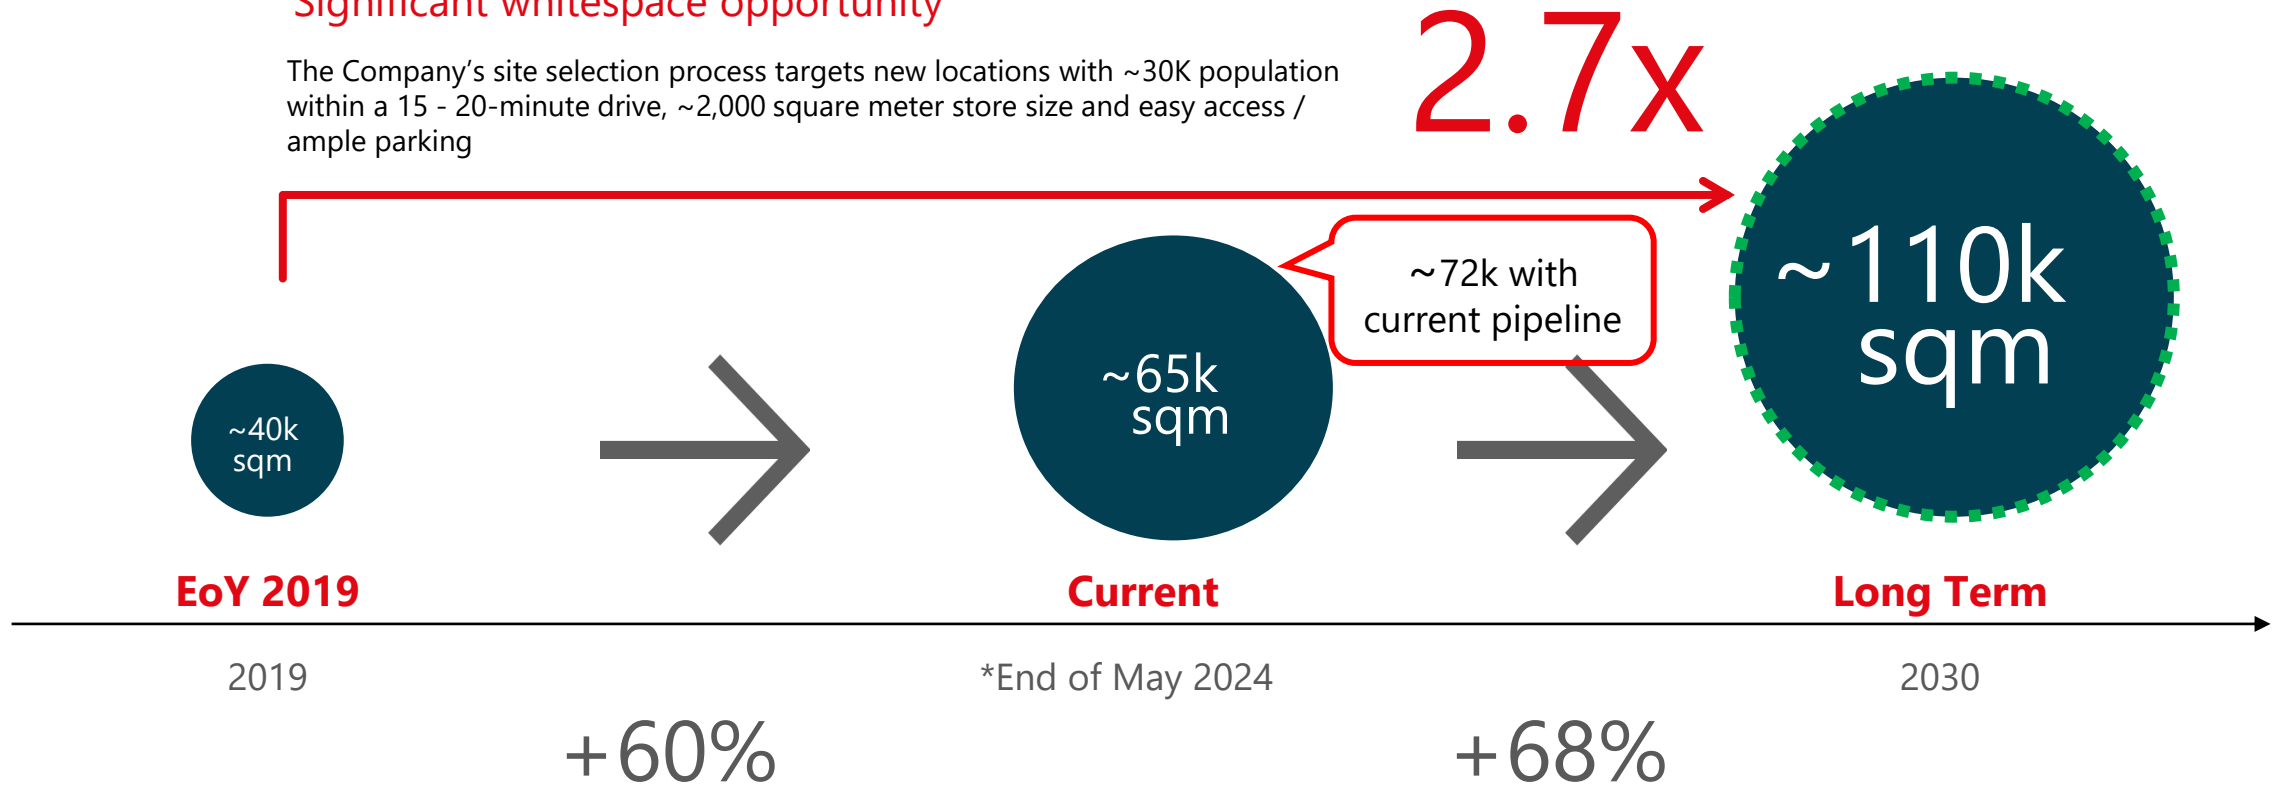 Significant whitespace opportunity
The Company's site selection process targets new locations with ~30K population
within a 15 - 20-minute drive, ~2,000 square meter store size and easy access /
ample parking
2.7x
~72k with
current pipeline
~40k
sqm
~65k
sqm
~110k
sqm
EoY 2019
Current
Long Term
2019
*End of May 2024
2030
+60%
+68%